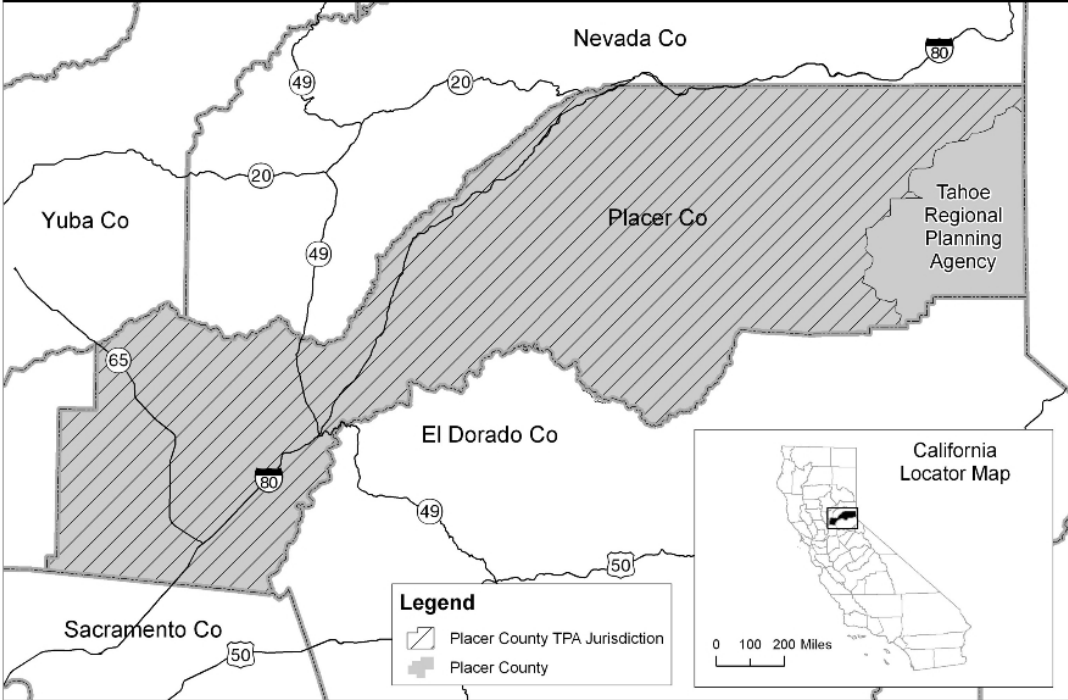 Nevada Co
80
49
20
20
Yuba Co
Placer Co
Tahoe
Regional
Planning
Agency
49
65
El Dorado Co
California
Locator Map
80
49
50
Legend
Placer County TPA Jurisdiction
Placer County
0 100 200 Miles
Sacramento Co
50